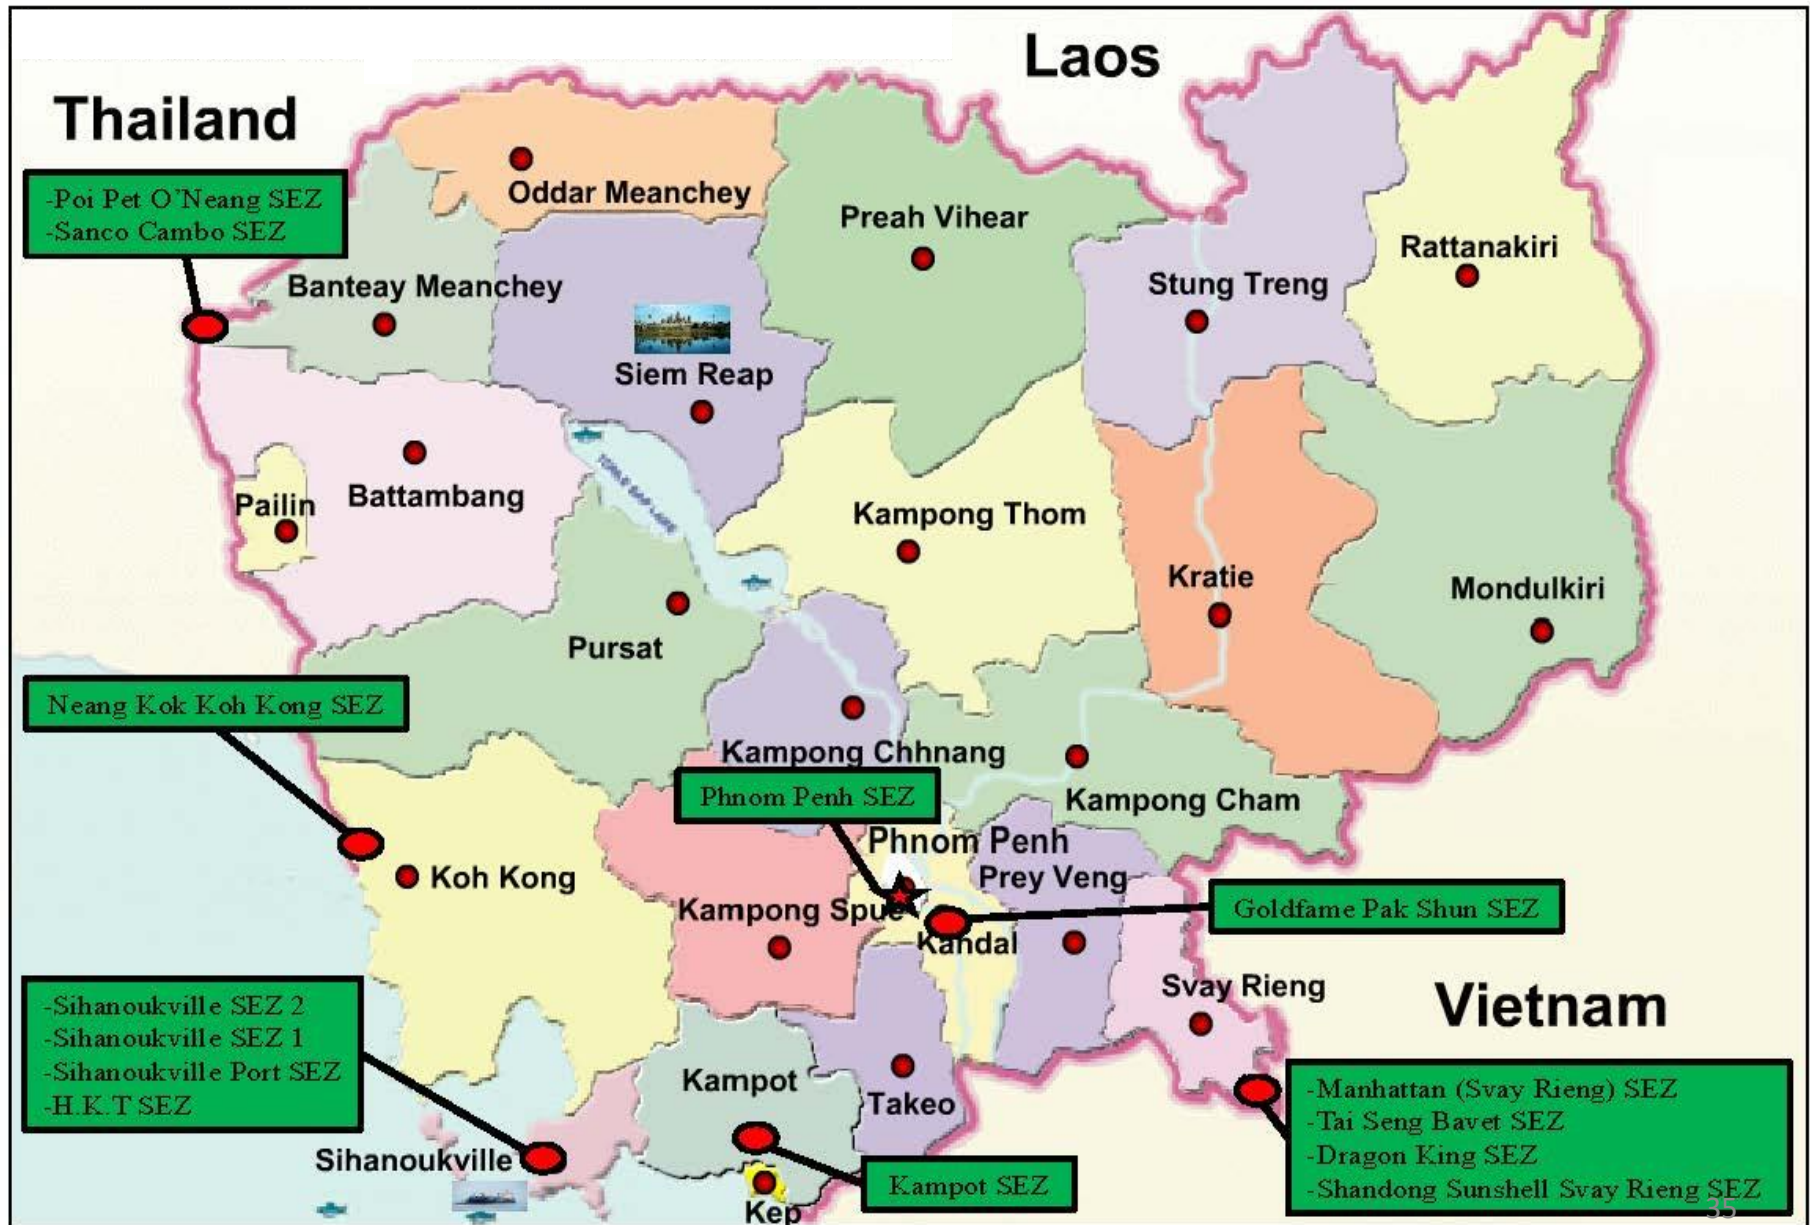 Laos
Thailand
-Poi Pet O'Neang SEZ
-Sanco Cambo SEZ
Oddar Meanchey
Preah Vihear
Rattanakiri
Banteay Meanchey
Stung Treng
Siem Reap
TONLE SAP LAKE
Pailin
Battambang
Kampong Thom
Kratie
Mondulkiri
Pursat
Neang Kok Koh Kong SEZ
Kampong Chhnang
Phnom Penh SEZ
Kampong Cham
Phnom Penh
Prey Veng
Koh Kong
Kampong Spue
Goldfame Pak Shun SEZ
Kandal
Svay Rieng
Vietnam
-Sihanoukville SEZ 2
-Sihanoukville SEZ 1
-Sihanoukville Port SEZ
-H.K.T SEZ
Kampot
Takeo
-Manhattan (Svay Rieng) SEZ
-Tai Seng Bavet SEZ
-Dragon King SEZ
-Shandong Sunshell Svay Rieng SEZ
Sihanoukville
Kampot SEZ
Kep
35